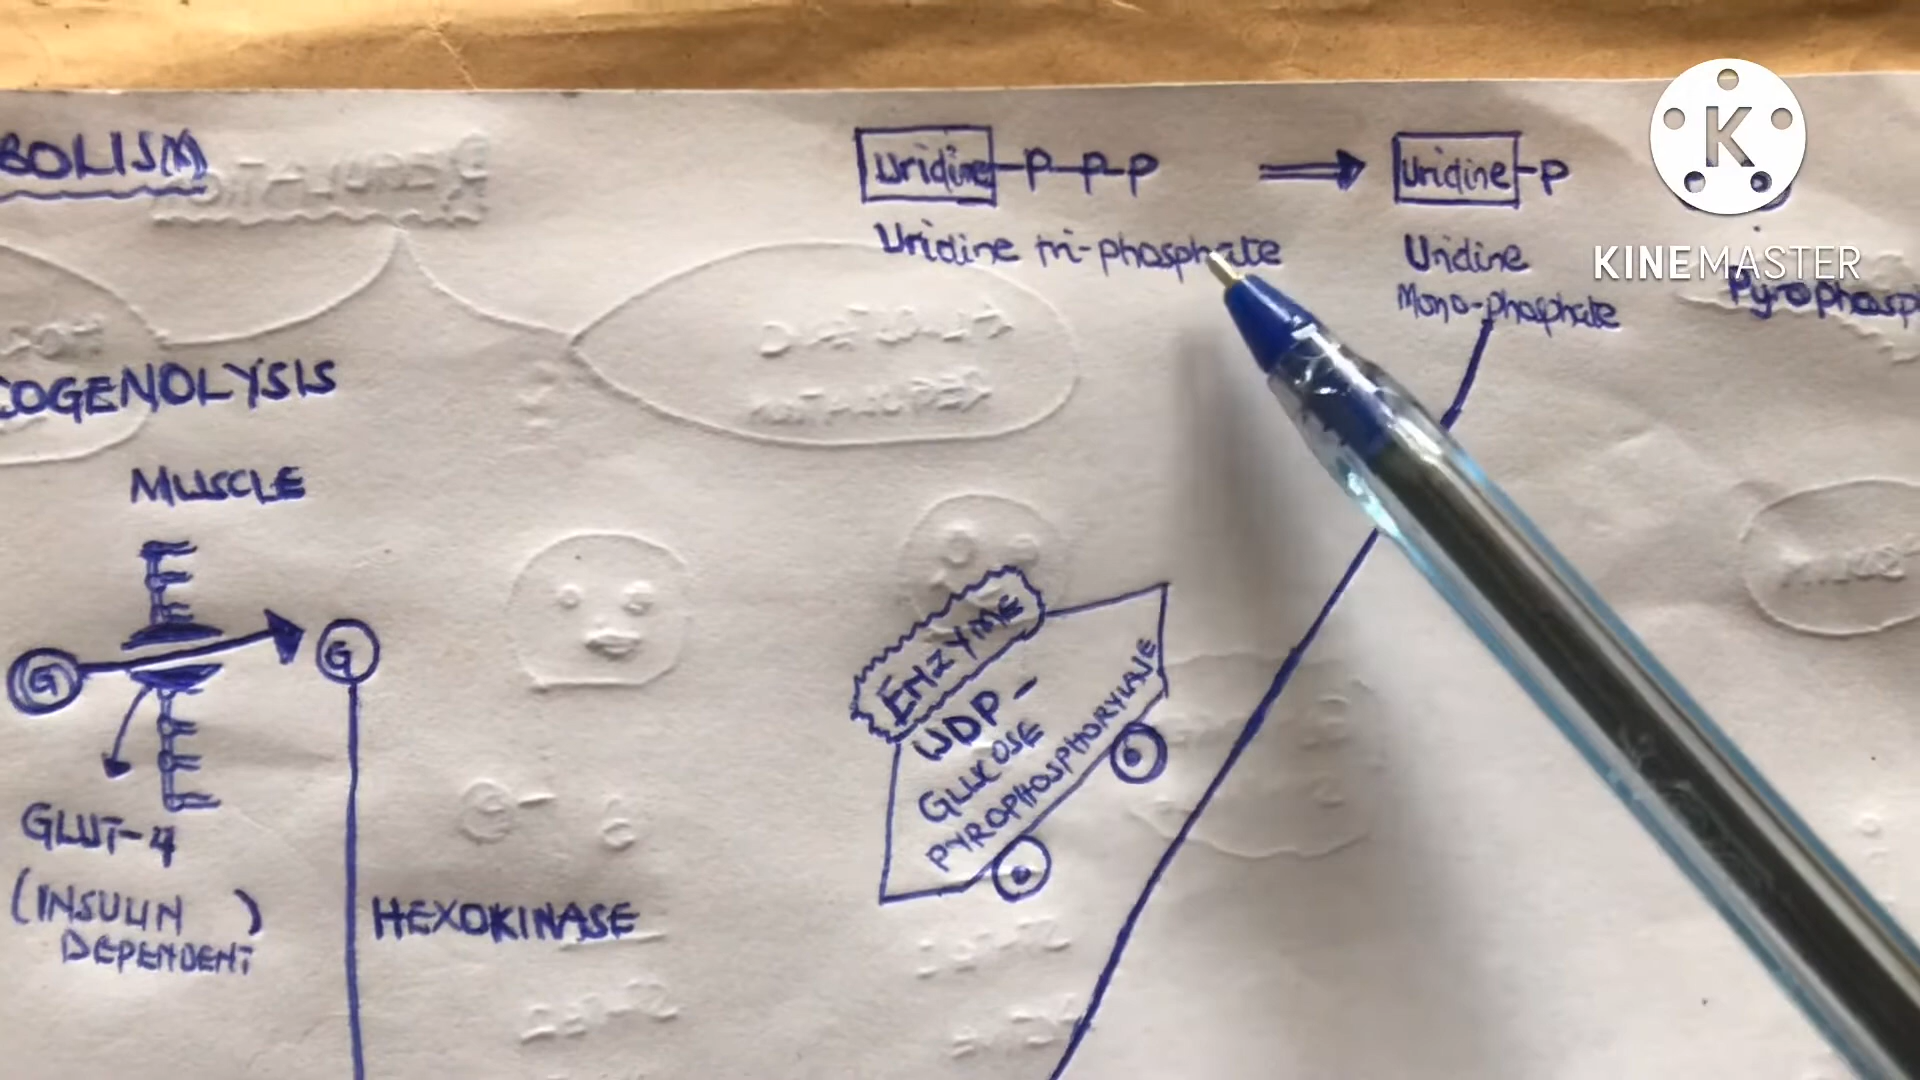 BOLISM
Uridine-P-P-P
Uridine-P
Uridine tri-phosphate
Uridine
Mono-phosphate
Pyrophosp
K
KINEMASTER
COGENOLYSIS
MUSCLE
G
G
GLUT-4
(INSULIN)
DEPENDENT
HEXOKINASE
ENZYME
UDP-
GLUCOSE
PYROPHOSPHORYLASE